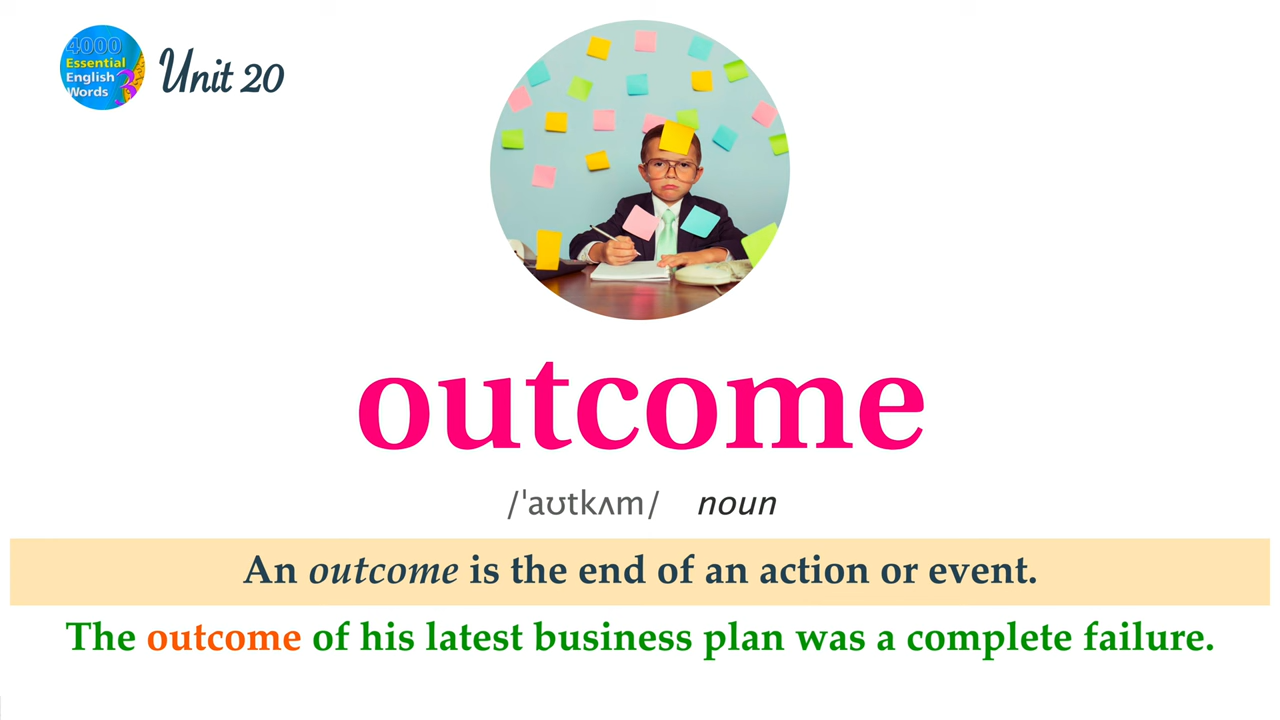 4000
Essential
English
Words 3
Unit 20
outcome
/ˈaʊtkʌm/ noun
An outcome is the end of an action or event.
The outcome of his latest business plan was a complete failure.